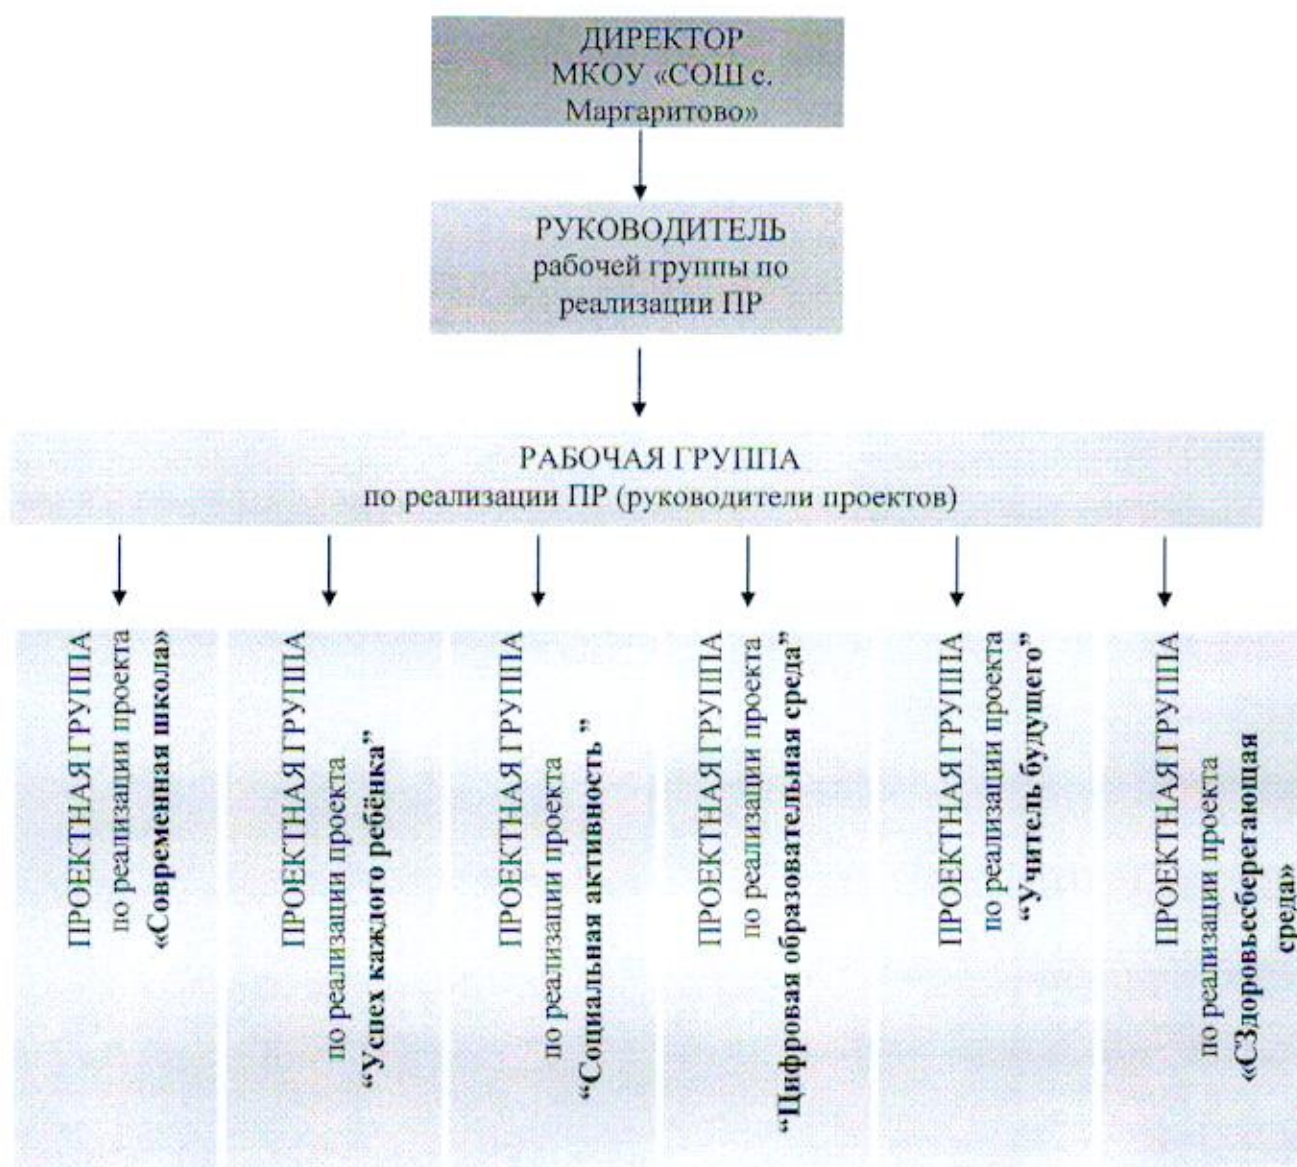 ДИРЕКТОР
МКОУ «СОШ с.
Маргаритово»
РУКОВОДИТЕЛЬ
рабочей группы по
реализации ПР
РАБОЧАЯ ГРУППА
по реализации ПР (руководители проектов)
ПРОЕКТНАЯ ГРУППА
по реализации проекта
«Современная школа»
ПРОЕКТНАЯ ГРУППА
по реализации проекта
“Успех каждого ребёнка”
ПРОЕКТНАЯ ГРУППА
по реализации проекта
“Социальная активность ”
ПРОЕКТНАЯ ГРУППА
по реализации проекта
“Цифровая образовательная среда”
ПРОЕКТНАЯ ГРУППА
по реализации проекта
“Учитель будущего”
ПРОЕКТНАЯ ГРУППА
по реализации проекта
«СЗдоровьесберегающая
среда»